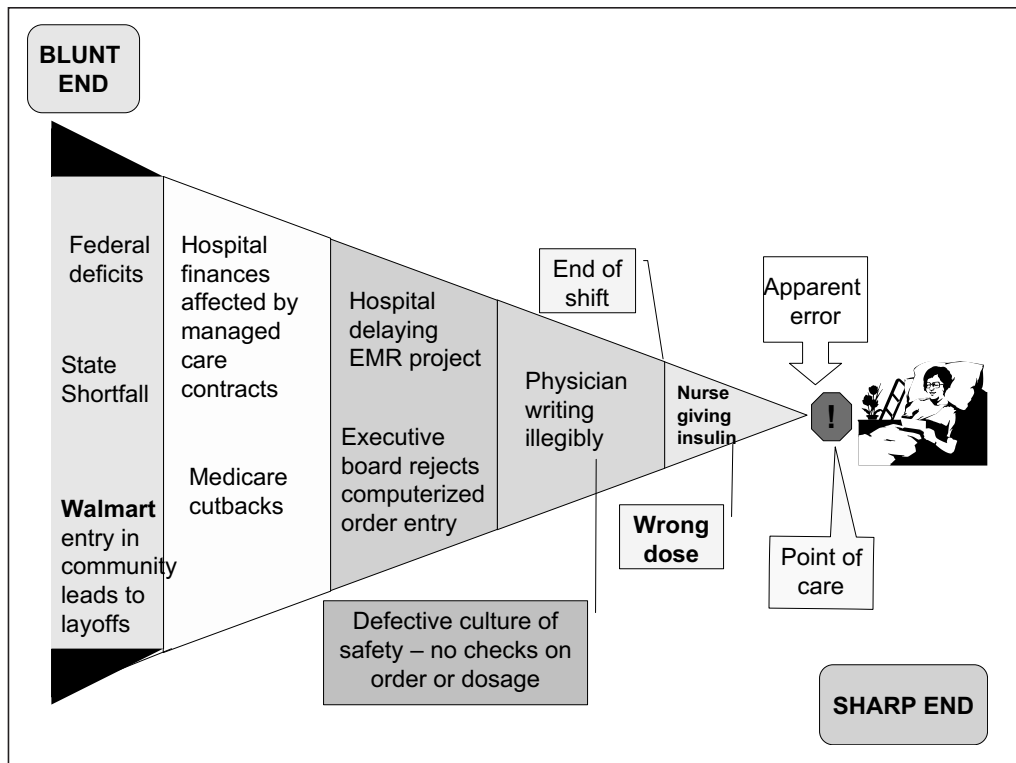 BLUNT
END
Federal
deficits
State
Shortfall
Walmart
entry in
community
leads to
layoffs
Hospital
finances
affected by
managed
care
contracts
Medicare
cutbacks
Hospital
delaying
EMR project
Executive
board rejects
computerized
order entry
Physician
writing
illegibly
Defective culture of
safety – no checks on
order or dosage
End of
shift
Nurse
giving
insulin
Wrong
dose
Apparent
error
!
Point of
care
SHARP END